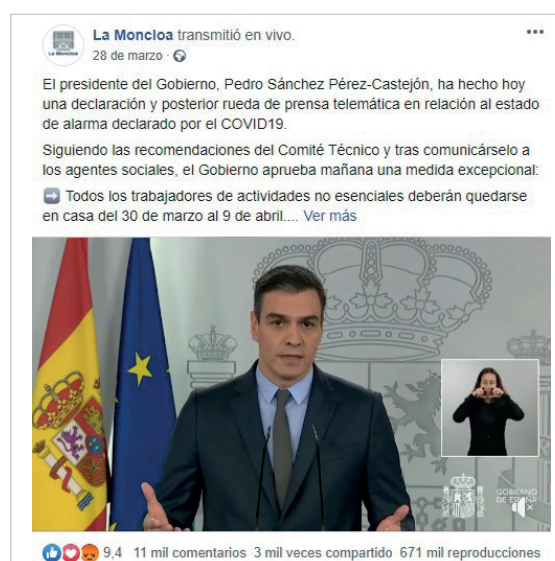 La Moncloa transmitió en vivo.
28 de marzo ·
El presidente del Gobierno, Pedro Sánchez Pérez-Castejón, ha hecho hoy
una declaración y posterior rueda de prensa telemática en relación al estado
de alarma declarado por el COVID19.
Siguiendo las recomendaciones del Comité Técnico y tras comunicárselo a
los agentes sociales, el Gobierno aprueba mañana una medida excepcional:
Todos los trabajadores de actividades no esenciales deberán quedarse
en casa del 30 de marzo al 9 de abril.... Ver más
GOBIERNO
DE ESPAÑA
9,4 11 mil comentarios 3 mil veces compartido 671 mil reproducciones
La Moncloa